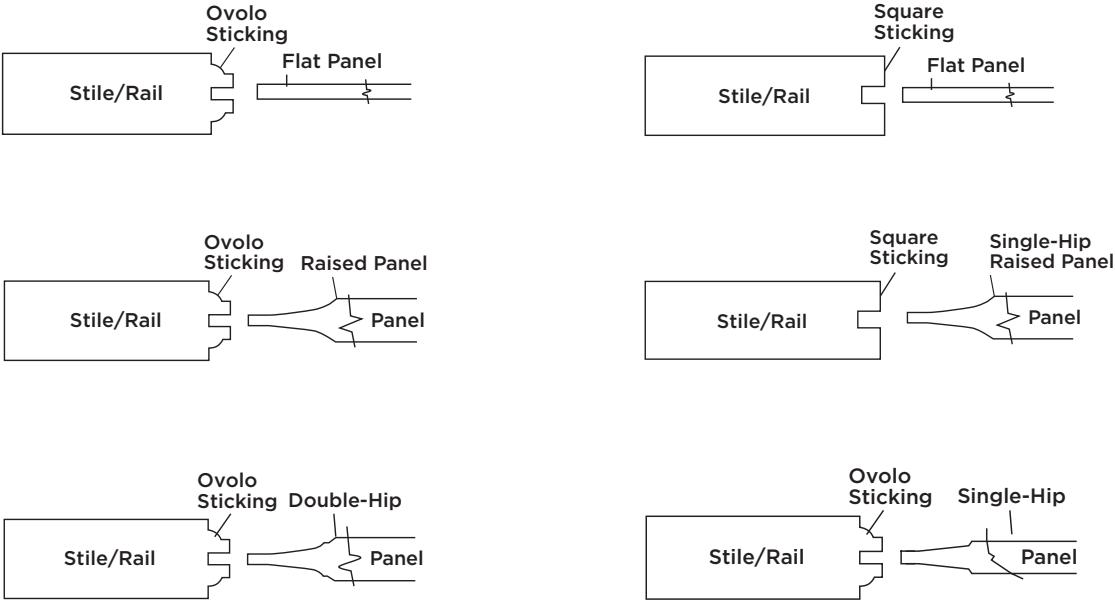 Ovolo
Sticking
Flat Panel
Stile/Rail
Square
Sticking
Flat Panel
Stile/Rail
Ovolo
Sticking
Raised Panel
Stile/Rail
Panel
Square
Sticking
Single-Hip
Raised Panel
Stile/Rail
Panel
Ovolo
Sticking
Double-Hip
Stile/Rail
Panel
Ovolo
Sticking
Single-Hip
Stile/Rail
Panel